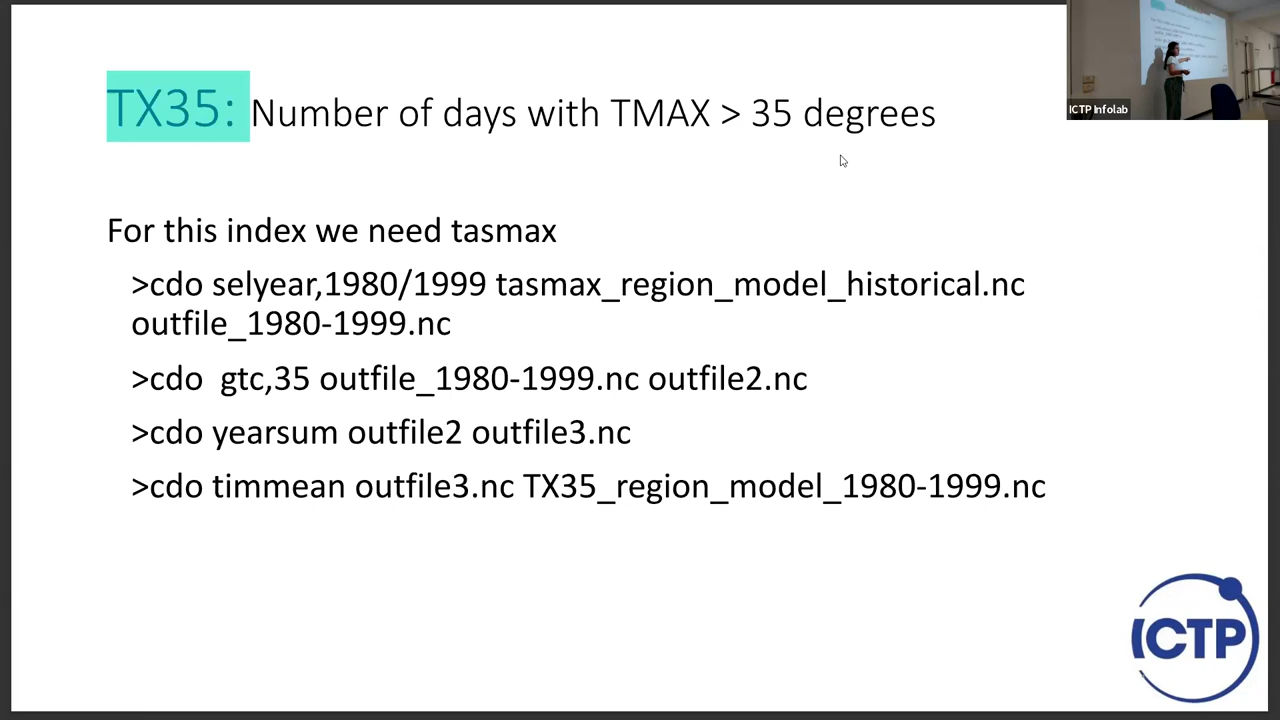 TX35: Number of days with TMAX > 35 degrees
ICTP Infolab
For this index we need tasmax
>cdo selyear,1980/1999 tasmax_region_model_historical.nc
outfile_1980-1999.nc
>cdo  gtc,35 outfile_1980-1999.nc outfile2.nc
>cdo yearsum outfile2 outfile3.nc
>cdo timmean outfile3.nc TX35_region_model_1980-1999.nc
ICTP